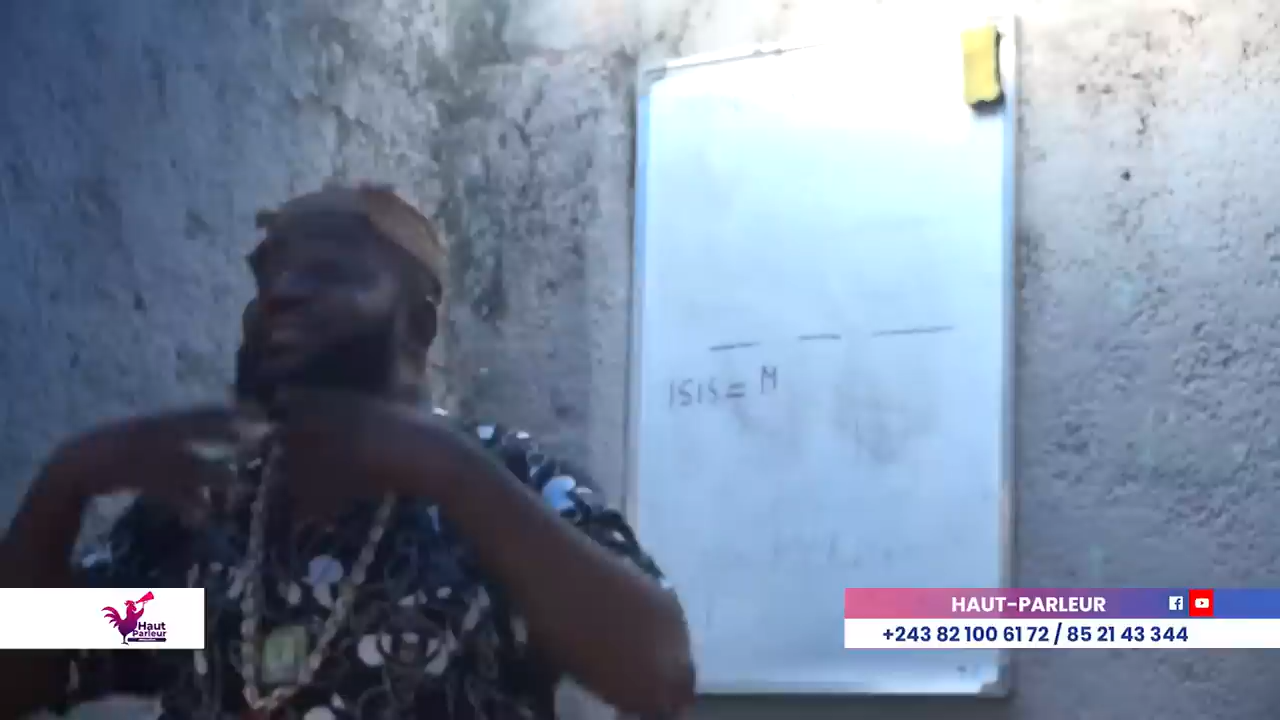 ISIS = M
Haut
Parleur
HAUT-PARLEUR
+243 82 100 61 72 / 85 21 43 344